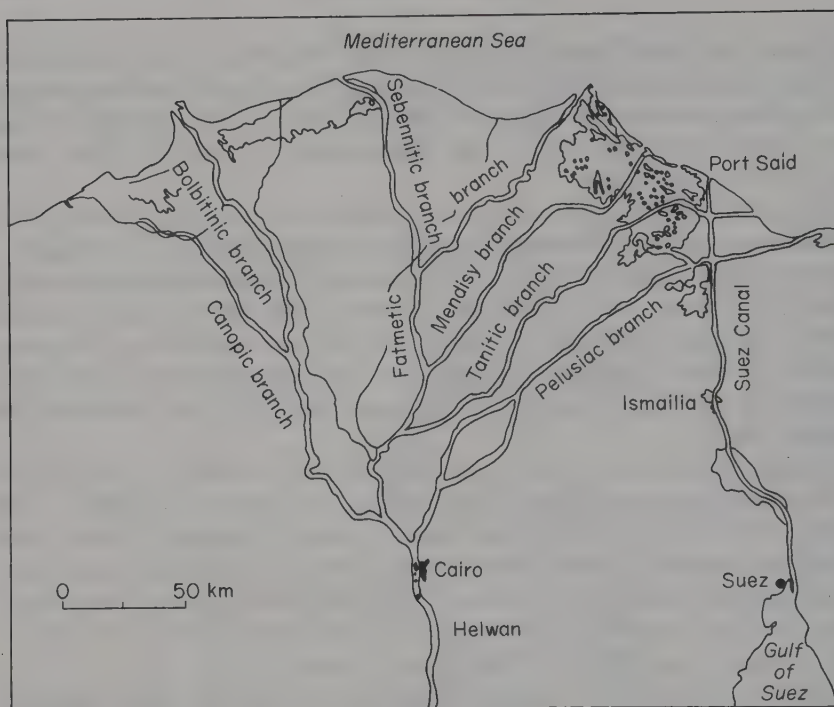 Mediterranean Sea
Sebennitic branch
Port Said
Bolbitinic branch
Fatmetic branch
Mendisy branch
Canopic branch
Tanitic branch
Pelusiac branch
Suez Canal
Ismailia
Cairo
0 50 km
Suez
Helwan
Gulf
of
Suez